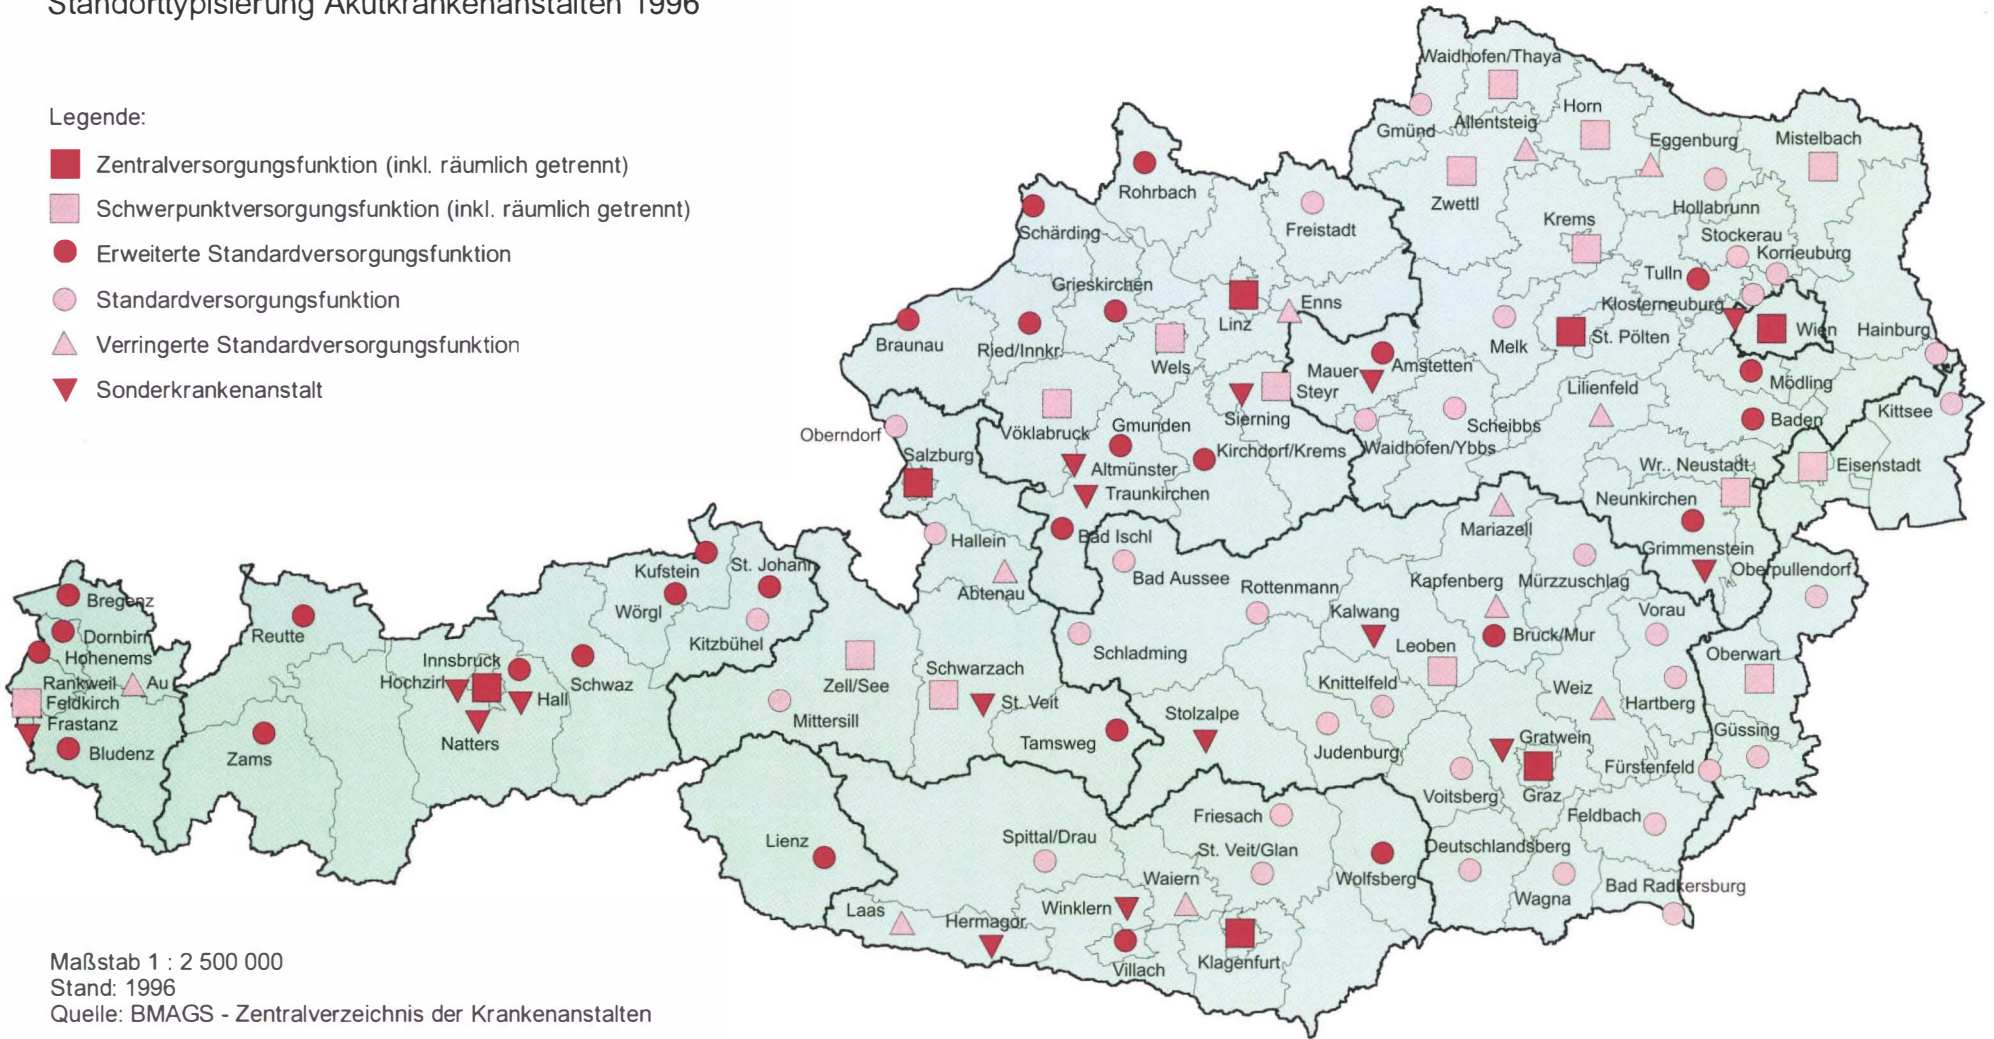 Standorttypisierung Akutkrankenanstalten 1996
Legende:
Zentralversorgungsfunktion (inkl. räumlich getrennt)
Schwerpunktversorgungsfunktion (inkl. räumlich getrennt)
Erweiterte Standardversorgungsfunktion
Standardversorgungsfunktion
Verringerte Standardversorgungsfunktion
Sonderkrankenanstalt
Waidhofen/Thaya
Horn
Gmünd
Allentsteig
Eggenburg
Mistelbach
Rohrbach
Zwettl
Hollabrunn
Krems
Schärding
Freistadt
Stockerau
Korneuburg
Tulln
Grieskirchen
Enns
Klosterneuburg
Linz
Wien
Hainburg
Braunau
Ried/Innkr.
Melk
St. Pölten
Wels
Mauer
Amstetten
Mödling
Steyr
Lilienfeld
Kittsee
Sierning
Baden
Oberndorf
Vöklabruck
Gmunden
Scheibbs
Kirchdorf/Krems
Waidhofen/Ybbs
Salzburg
Altmünster
Wr.. Neustadt
Eisenstadt
Traunkirchen
Neunkirchen
Hallein
Bad Ischl
Mariazell
Grimmenstein
Kufstein
St. Johann
Bad Aussee
Oberpullendorf
Rottenmann
Kapfenberg
Mürzzuschlag
Abtenau
Bregenz
Wörgl
Kalwang
Vorau
Reutte
Dornbirn
Kitzbühel
Schladming
Leoben
Bruck/Mur
Hohenems
Innsbruck
Oberwart
Rankweil
Au
Hochzirl
Schwaz
Zell/See
Schwarzach
Knittelfeld
Weiz
Feldkirch
Hall
St. Veit
Hartberg
Frastanz
Mittersill
Stolzalpe
Güssing
Natters
Tamsweg
Gratwein
Bludenz
Zams
Judenburg
Fürstenfeld
Voitsberg
Graz
Friesach
Feldbach
Lienz
Spittal/Drau
St. Veit/Glan
Deutschlandsberg
Waiern
Wolfsberg
Bad Radkersburg
Wagna
Laas
Hermagor
Winklern
Villach
Klagenfurt
Maßstab 1 : 2 500 000
Stand: 1996
Quelle: BMAGS - Zentralverzeichnis der Krankenanstalten